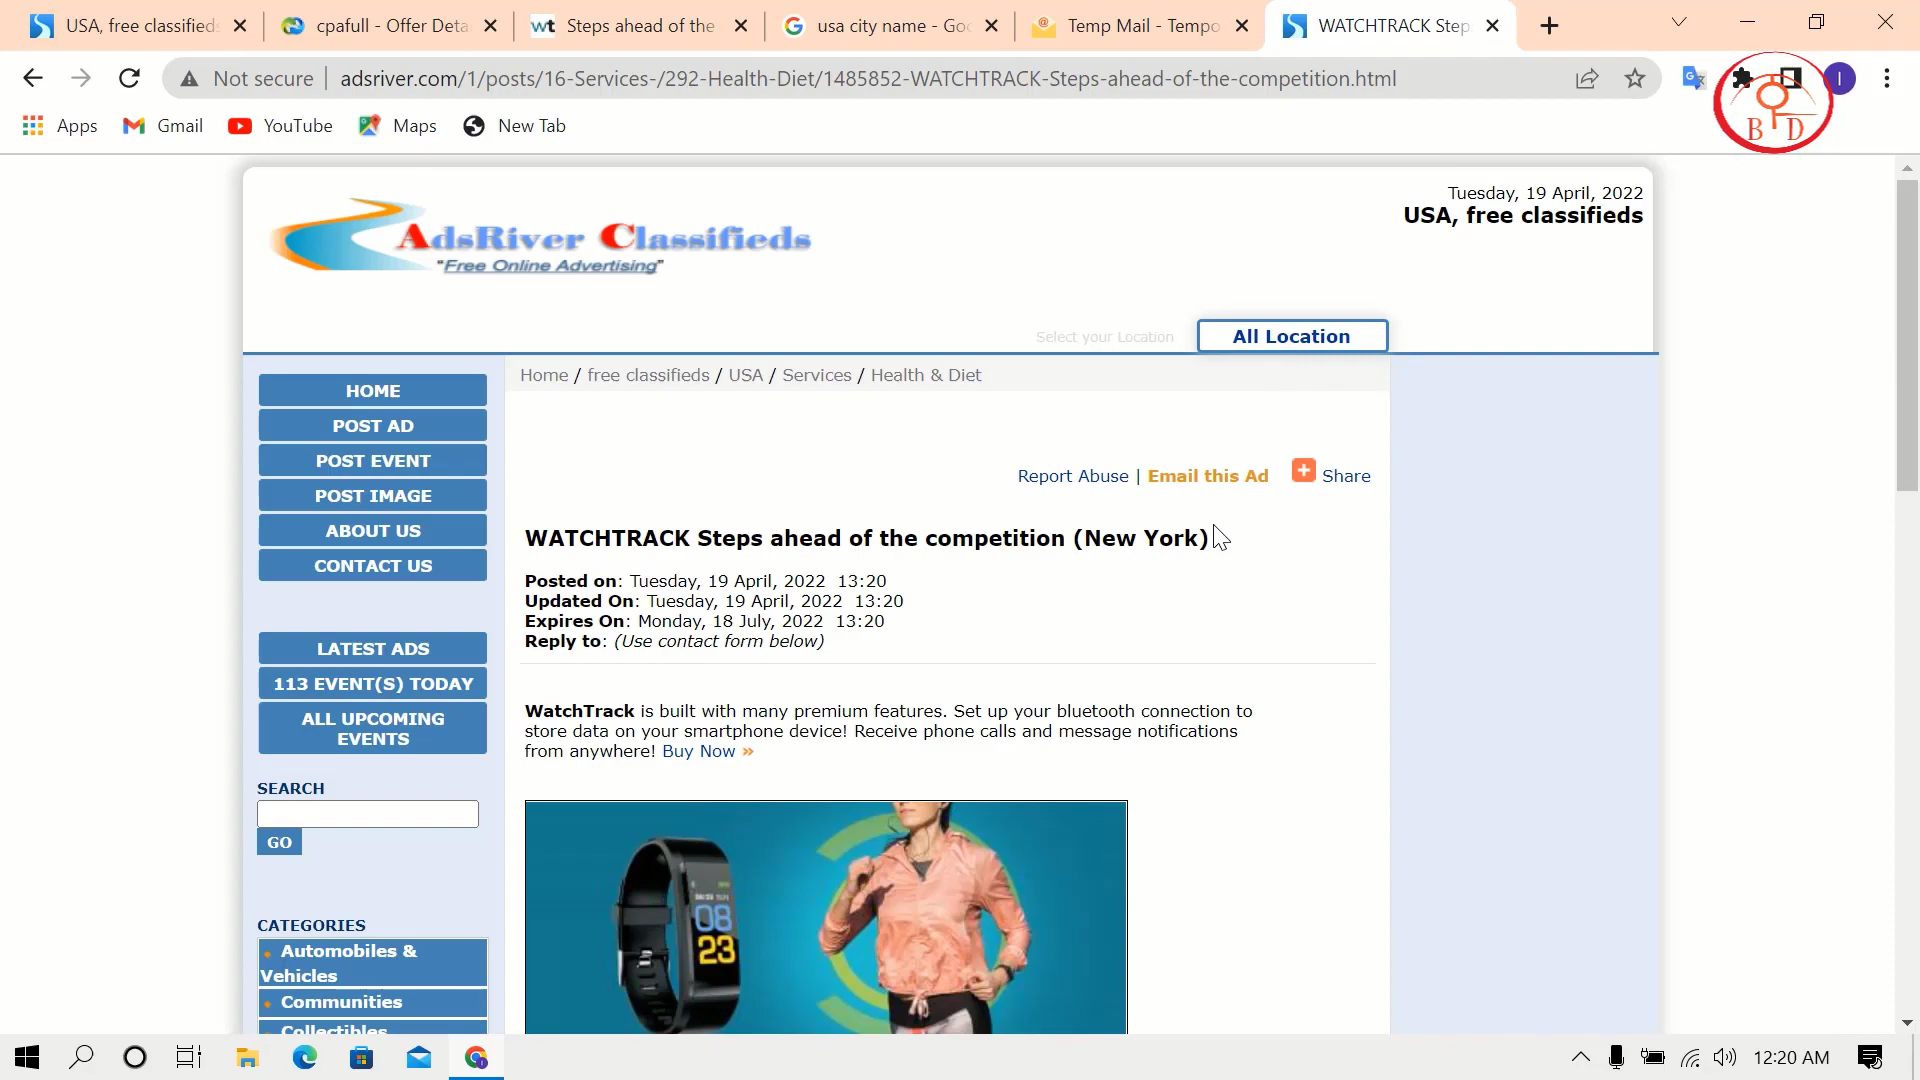 USA, free classifieds
cpafull - Offer Deta
wt Steps ahead of the
usa city name - Goo
Temp Mail - Tempo
WATCHTRACK Step
Not secure | adsriver.com/1/posts/16-Services-/292-Health-Diet/1485852-WATCHTRACK-Steps-ahead-of-the-competition.html
I
B D
Apps Gmail YouTube Maps New Tab
Tuesday, 19 April, 2022
USA, free classifieds
AdsRiver Classifieds
"Free Online Advertising"
Select your Location All Location
HOME
POST AD
POST EVENT
POST IMAGE
ABOUT US
CONTACT US
LATEST ADS
113 EVENT(S) TODAY
ALL UPCOMING
EVENTS
SEARCH
GO
CATEGORIES
Automobiles &
Vehicles
Communities
Collectibles
Home / free classifieds / USA / Services / Health & Diet
Report Abuse | Email this Ad Share
WATCHTRACK Steps ahead of the competition (New York)
Posted on: Tuesday, 19 April, 2022 13:20
Updated On: Tuesday, 19 April, 2022 13:20
Expires On: Monday, 18 July, 2022 13:20
Reply to: (Use contact form below)
WatchTrack is built with many premium features. Set up your bluetooth connection to
store data on your smartphone device! Receive phone calls and message notifications
from anywhere! Buy Now »
08
23
12:20 AM